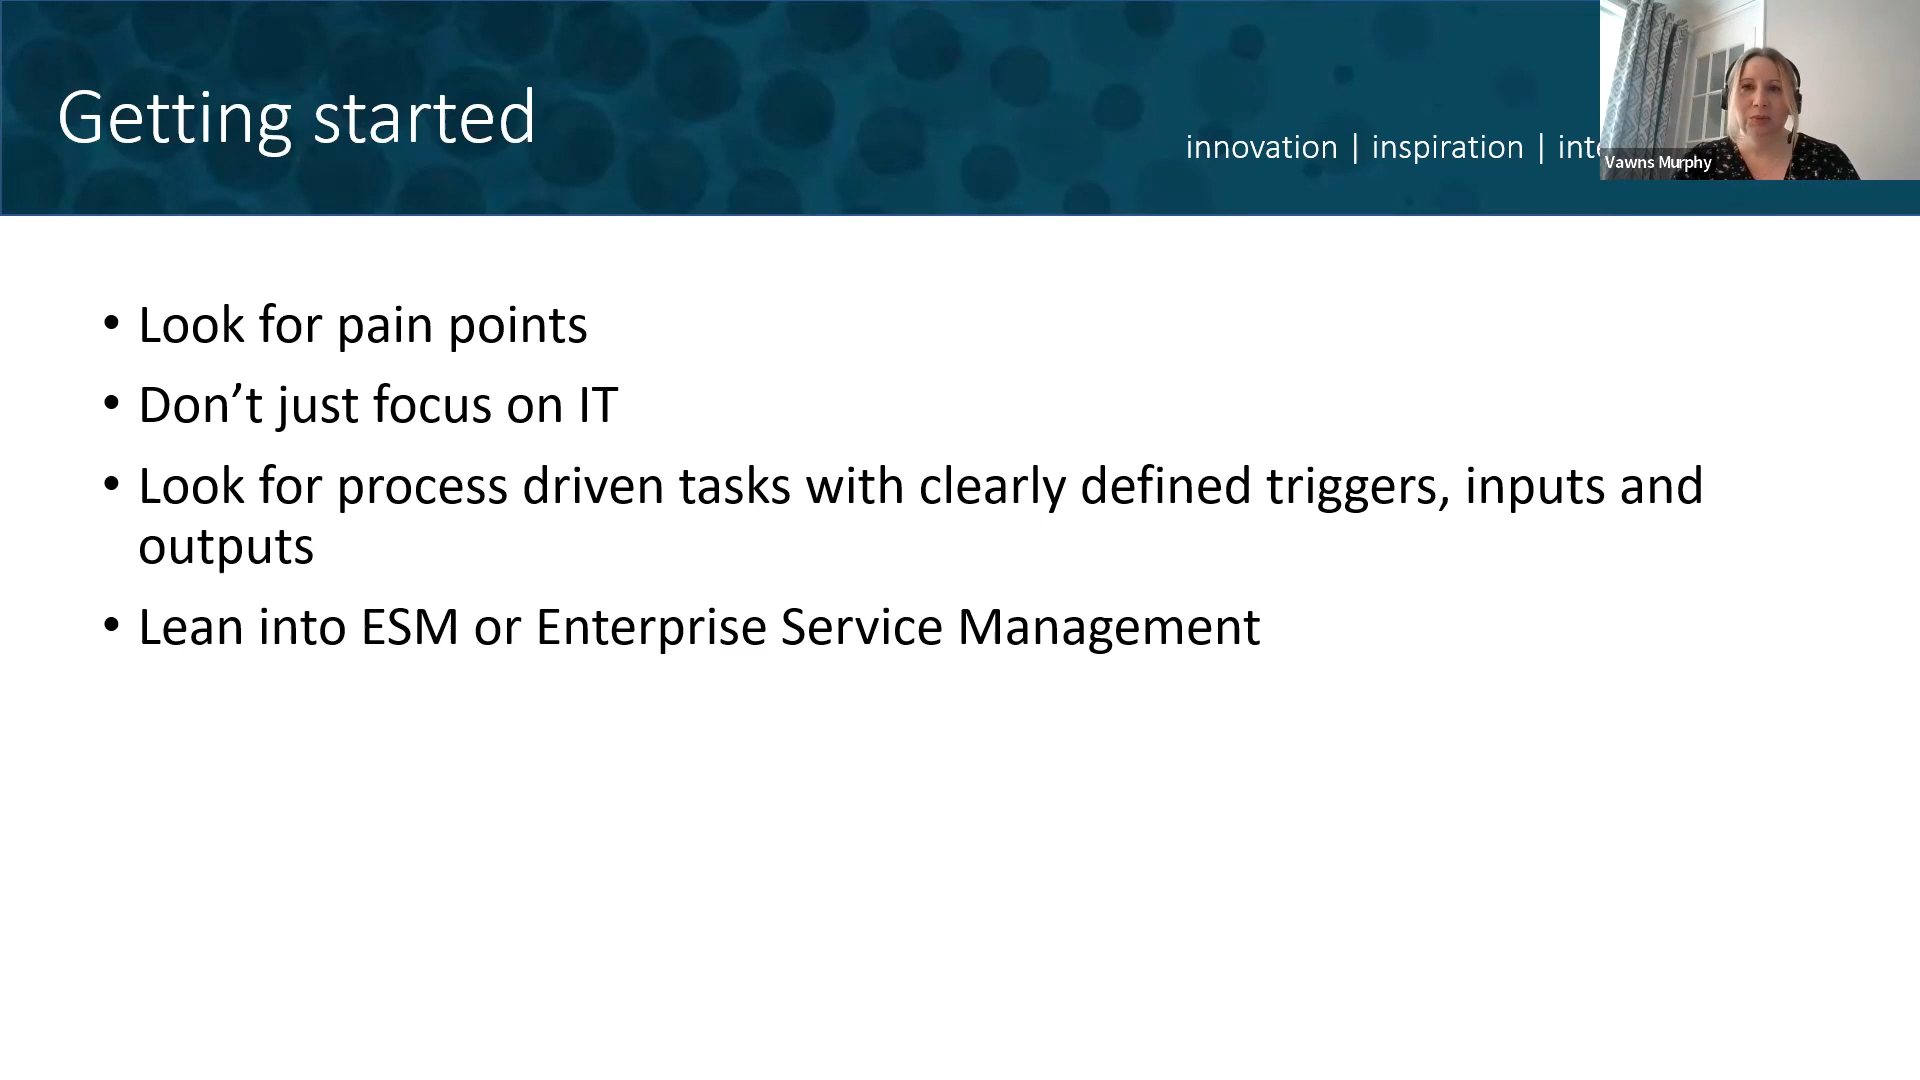 Getting started
innovation | inspiration |
Vawns Murphy
• Look for pain points
• Don’t just focus on IT
• Look for process driven tasks with clearly defined triggers, inputs and
outputs
• Lean into ESM or Enterprise Service Management